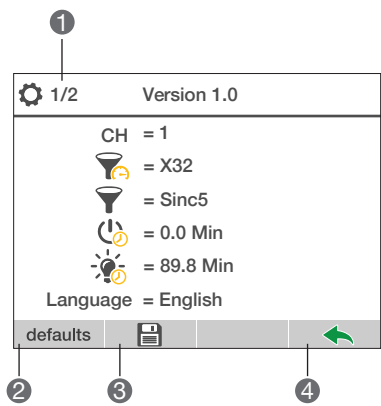 1
1/2 Version 1.0
CH = 1
= X32
= Sinc5
= 0.0 Min
= 89.8 Min
Language = English
defaults
2 3 4